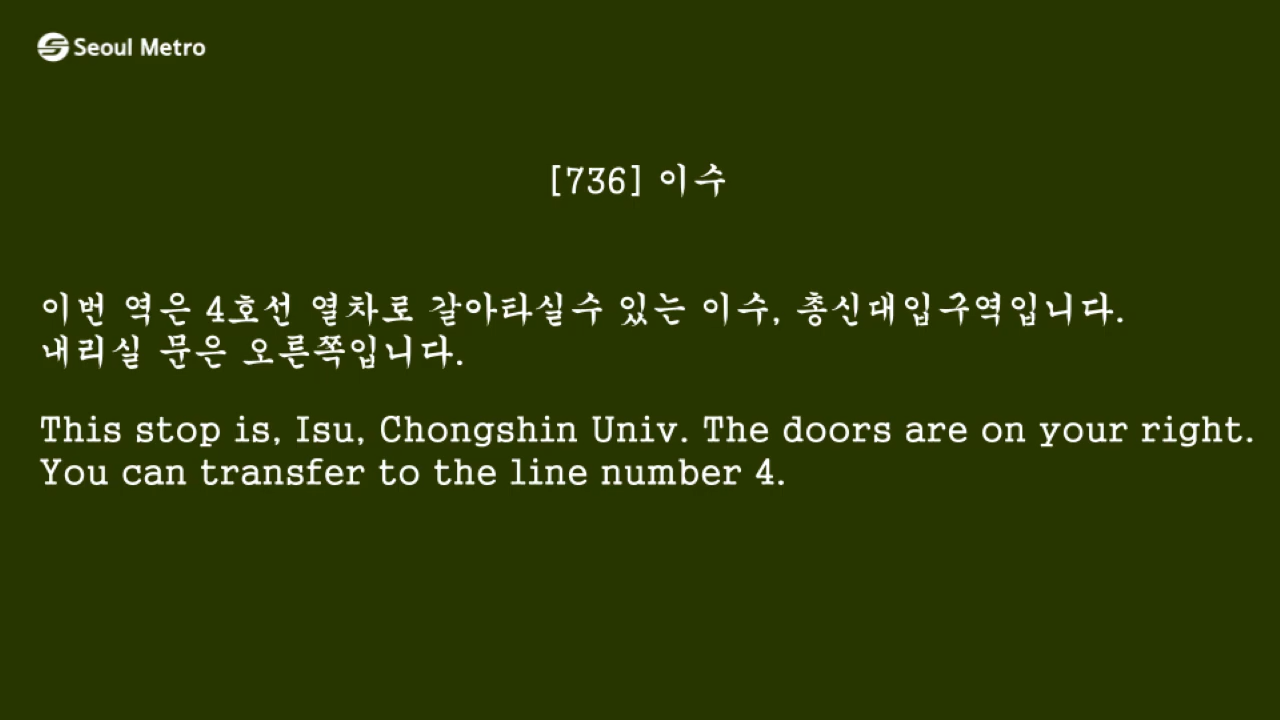 Seoul Metro
[736] 이수
이번 역은 4호선 열차로 갈아타실수 있는 이수, 총신대입구역입니다.
내리실 문은 오른쪽입니다.
This stop is, Isu, Chongshin Univ. The doors are on your right.
You can transfer to the line number 4.